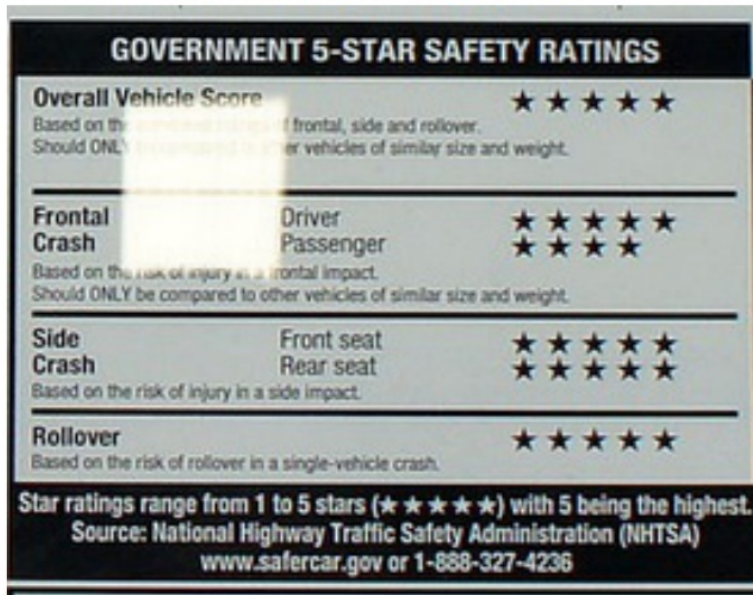 GOVERNMENT 5-STAR SAFETY RATINGS
Overall Vehicle Score ★★★★★
Based on the ratings of frontal, side and rollover.
Should ONLY other vehicles of similar size and weight.
Frontal Driver ★★★★★
Crash Passenger ★★★★
Based on the risk of injury in a frontal impact.
Should ONLY be compared to other vehicles of similar size and weight.
Side Front seat ★★★★★
Crash Rear seat ★★★★★
Based on the risk of injury in a side impact.
Rollover ★★★★★
Based on the risk of rollover in a single-vehicle crash.
Star ratings range from 1 to 5 stars (★★★★★) with 5 being the highest.
Source: National Highway Traffic Safety Administration (NHTSA)
www.safercar.gov or 1-888-327-4236